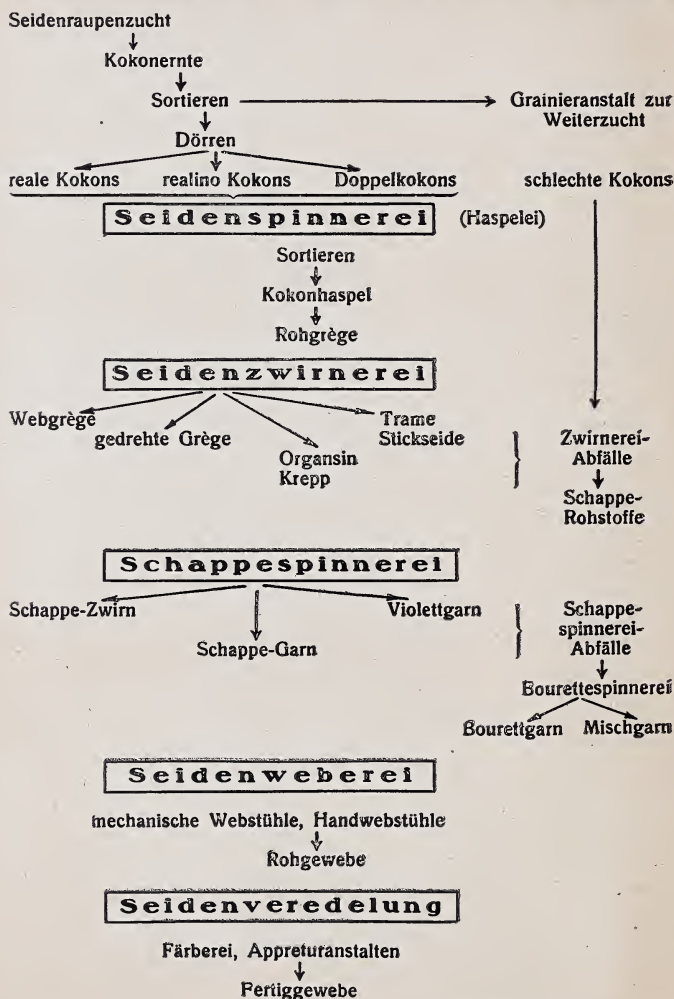 Seidenraupenzucht
Kokonernte
Sortieren
Grainieranstalt zur
Weiterzucht
Dörren
reale Kokons realino Kokons Doppelkokons schlechte Kokons
Seidenspinnerei (Haspelei)
Sortieren
Kokonhaspel
Rohgrège
Seidenzwirnerei
Webgrège
gedrehte Grège
Organsin
Krepp
Trame
Stickseide
Zwirnerei-
Abfälle
Schappe-
Rohstoffe
Schappespinnerei
Schappe-Zwirn
Schappe-Garn
Violettgarn
Schappe-
spinnerei-
Abfälle
Bourettespinnerei
Bourettgarn Mischgarn
Seidenweberei
mechanische Webstühle, Handwebstühle
Rohgewebe
Seidenveredelung
Färberei, Appreturanstalten
Fertiggewebe